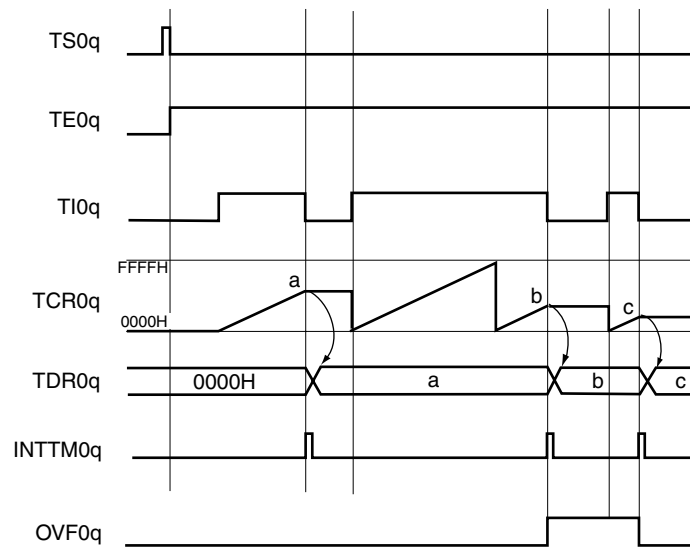 TS0q
TE0q
TI0q
FFFFH
TCR0q
0000H
a
b
c
TDR0q
0000H
a
b
c
INTTM0q
OVF0q